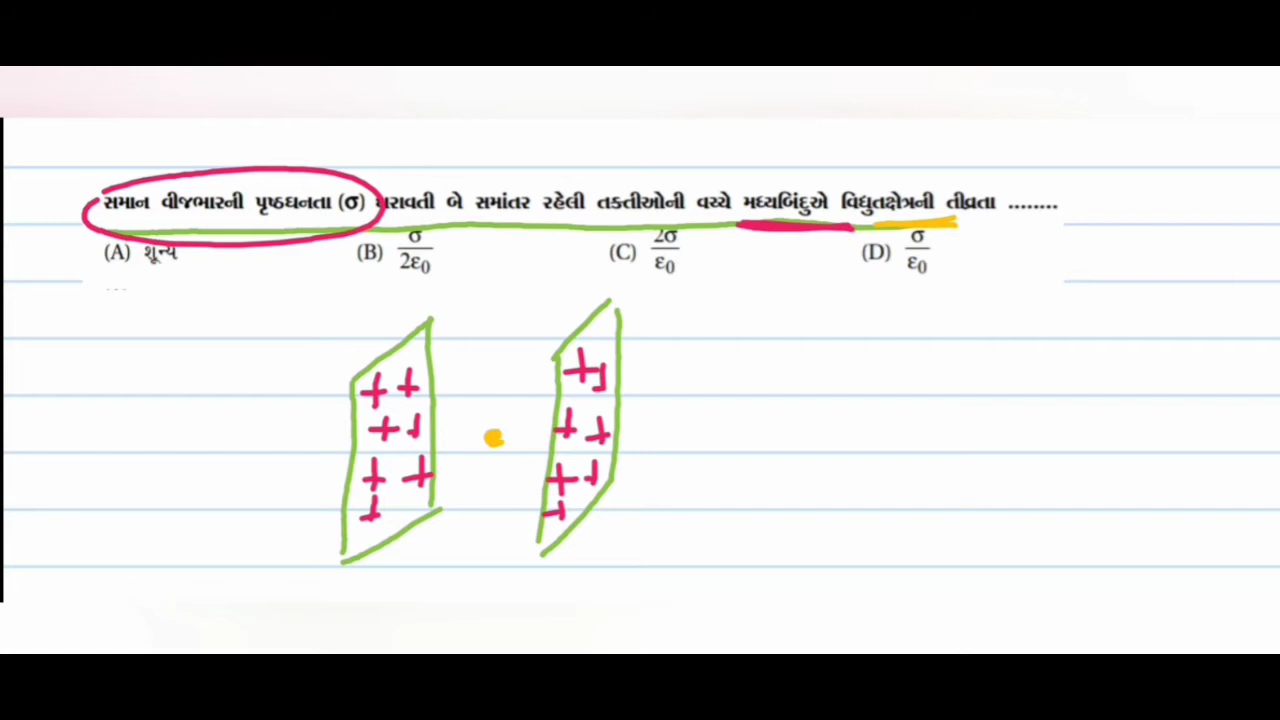 સમાન વીજભારની પૃષ્ઠઘનતા (σ) ધરાવતી બે સમાંતર રહેલી તક્તીઓની વચ્ચે મધ્યબિંદુએ વિદ્યુતક્ષેત્રની તીવ્રતા ........
(A) શૂન્ય (B) σ/2ε₀ (C) 2σ/ε₀ (D) σ/ε₀
+ + + + + + +
+ + + + + + +